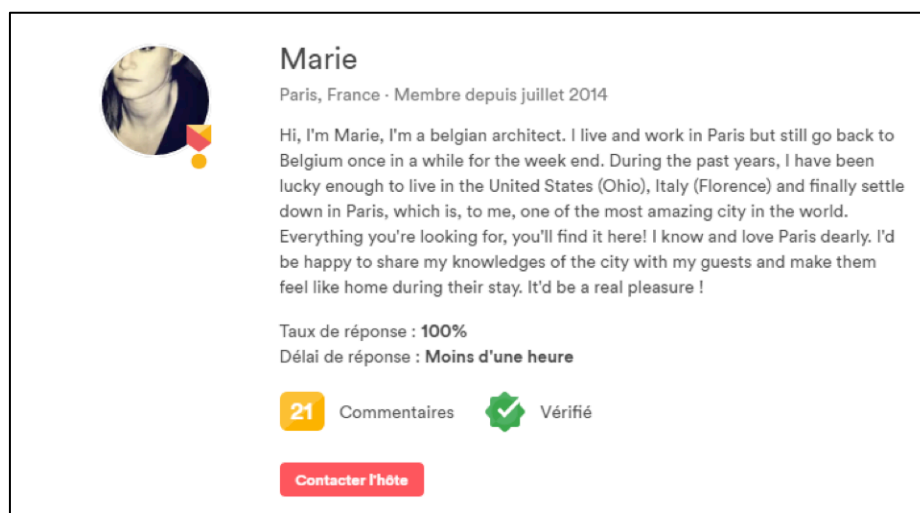 Marie
Paris, France · Membre depuis juillet 2014
Hi, I'm Marie, I'm a belgian architect. I live and work in Paris but still go back to
Belgium once in a while for the week end. During the past years, I have been
lucky enough to live in the United States (Ohio), Italy (Florence) and finally settle
down in Paris, which is, to me, one of the most amazing city in the world.
Everything you're looking for, you'll find it here! I know and love Paris dearly. I'd
be happy to share my knowledges of the city with my guests and make them
feel like home during their stay. It'd be a real pleasure !
Taux de réponse : 100%
Délai de réponse : Moins d'une heure
21 Commentaires Vérifié
Contacter l'hôte